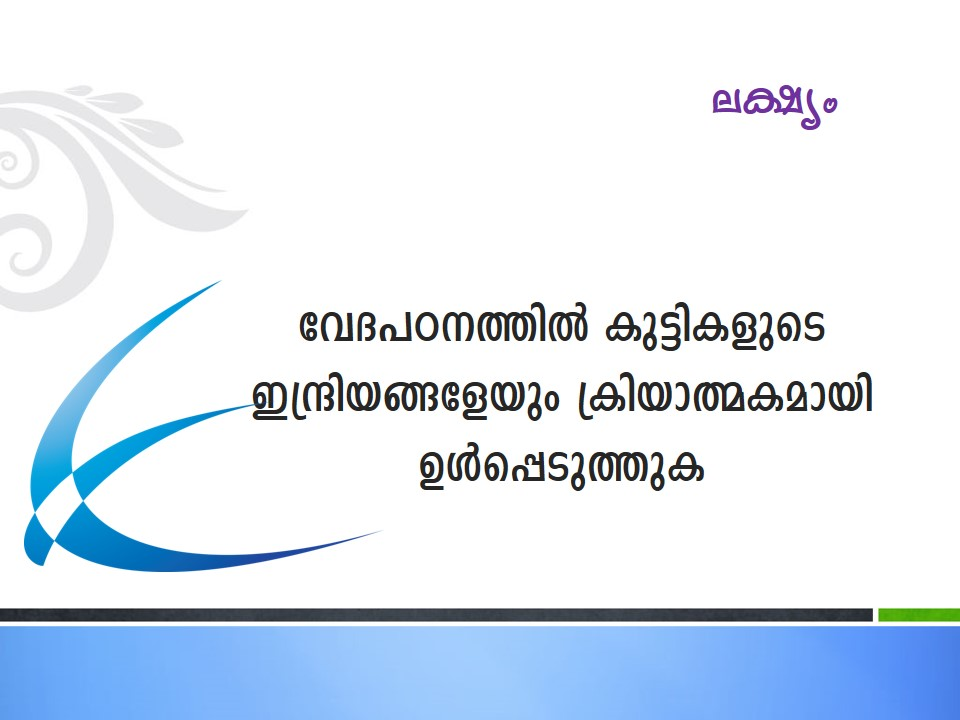 ലക്ഷ്യം
വേദപഠനത്തിൽ കുട്ടികളുടെ
ഇന്ദ്രിയങ്ങളേയും ക്രിയാത്മകമായി
ഉൾപ്പെടുത്തുക